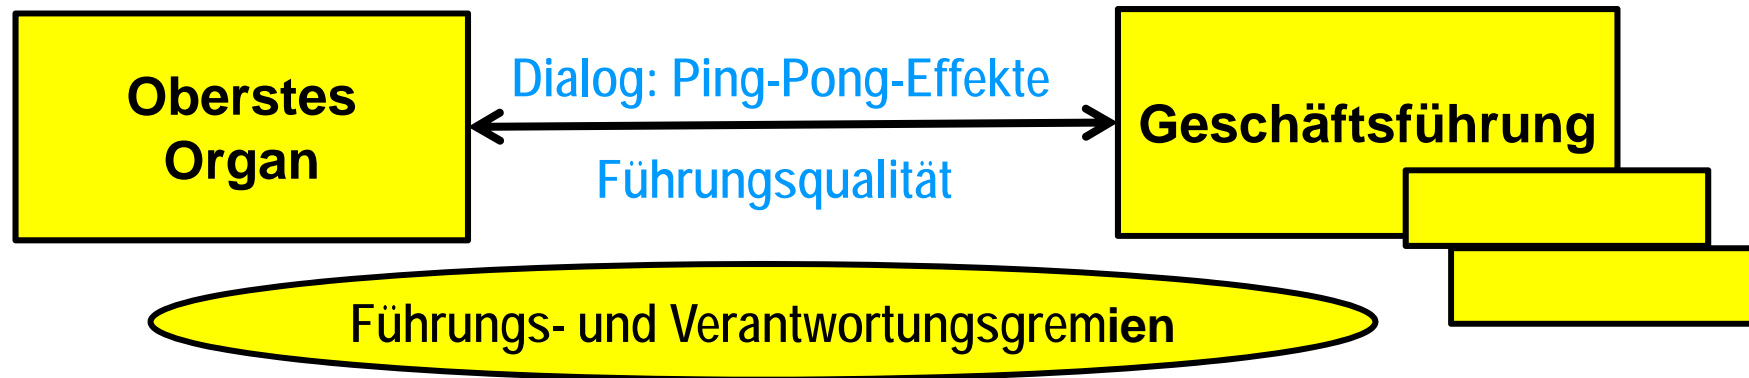 Oberstes
Organ
Dialog: Ping-Pong-Effekte
Führungsqualität
Geschäftsführung
Führungs- und Verantwortungsgremien